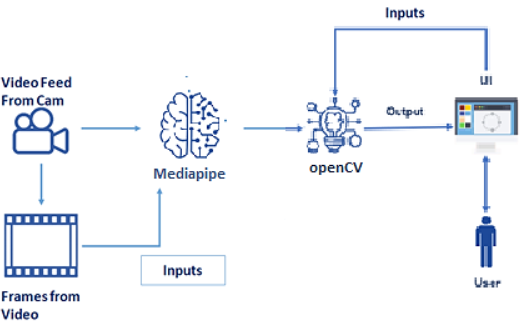 Inputs
Video Feed
From Cam
UI
Output
Mediapipe
openCV
Inputs
User
Frames from
Video